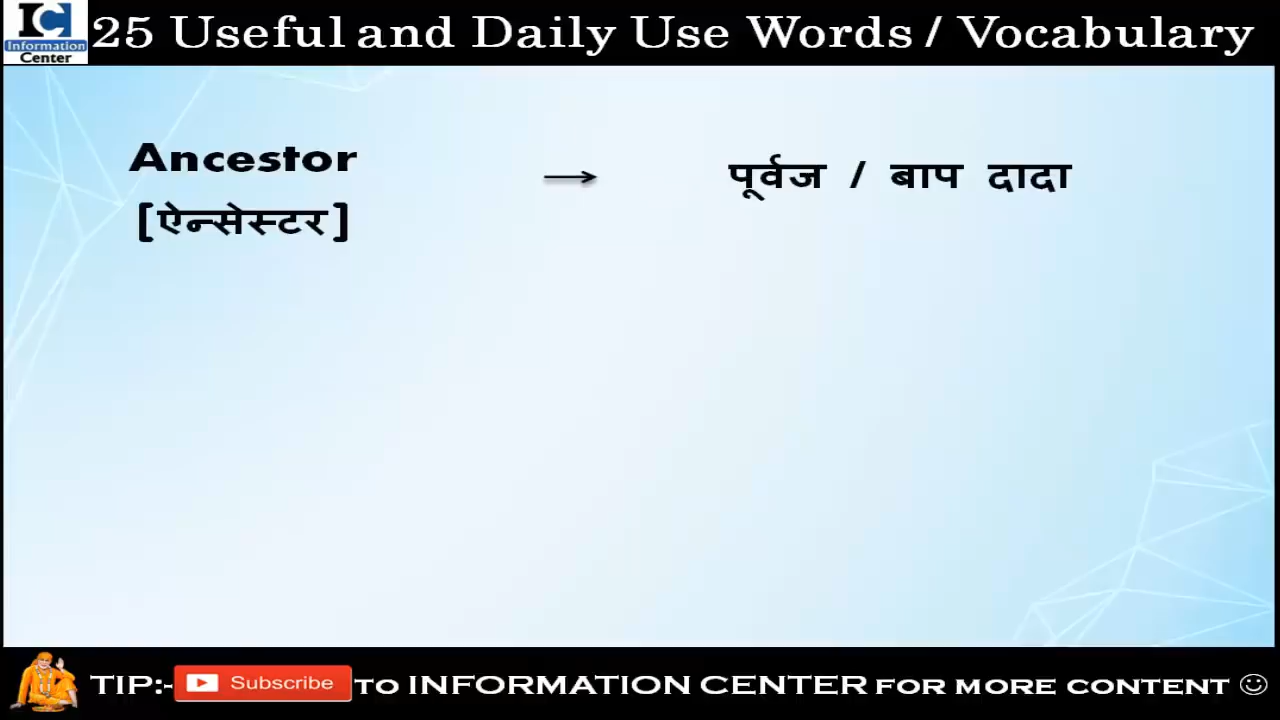 IC
Information
Center
25 Useful and Daily Use Words / Vocabulary
Ancestor → पूर्वज / बाप दादा
[ऐन्सेस्टर]
TIP:- Subscribe TO INFORMATION CENTER FOR MORE CONTENT ☺